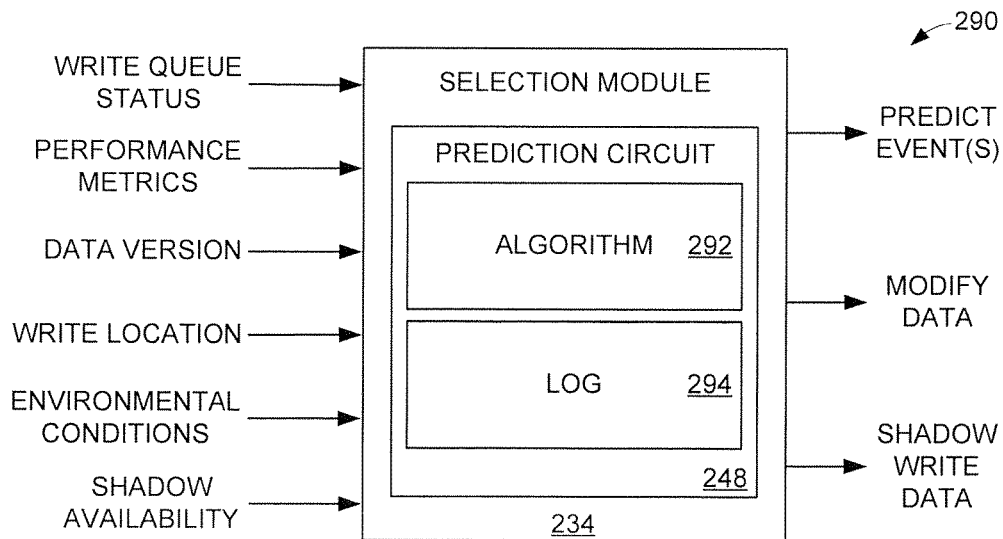 290
WRITE QUEUE
STATUS
PERFORMANCE
METRICS
DATA VERSION
WRITE LOCATION
ENVIRONMENTAL
CONDITIONS
SHADOW
AVAILABILITY
SELECTION MODULE
PREDICTION CIRCUIT
ALGORITHM 292
LOG 294
248
234
PREDICT
EVENT(S)
MODIFY
DATA
SHADOW
WRITE
DATA